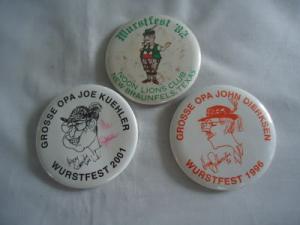 Wurstfest '82
NOON LIONS CLUB
NEW BRAUNFELS, TEXAS
GROSSE OPA JOE KUEHLER
WURSTFEST 2001
GROSSE OPA JOHN DIERKSEN
WURSTFEST 1996